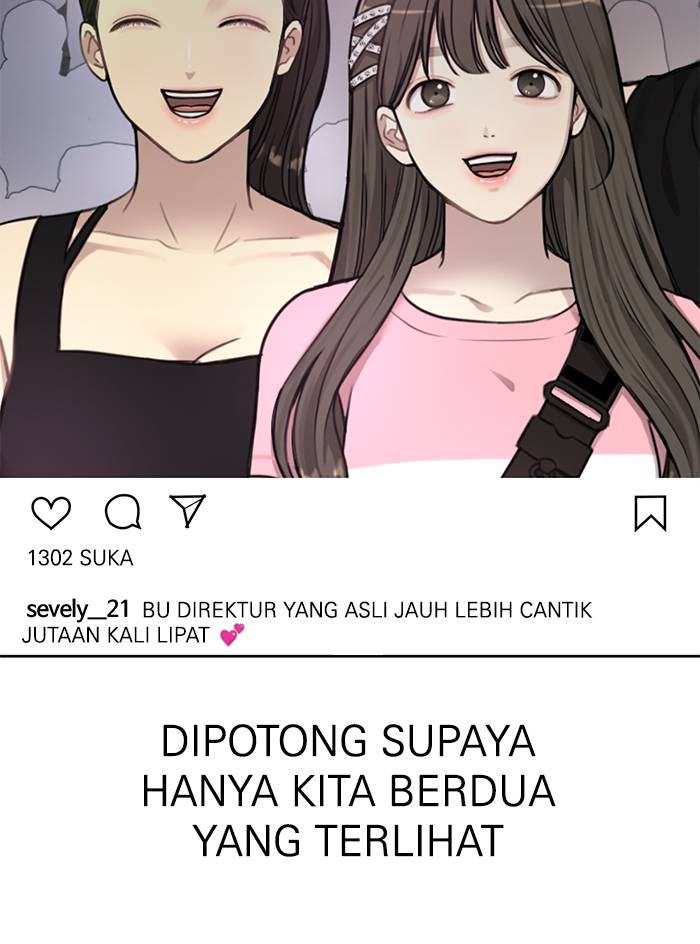 1302 SUKA
sevely__21 BU DIREKTUR YANG ASLI JAUH LEBIH CANTIK
JUTAAN KALI LIPAT 💕
DIPOTONG SUPAYA
HANYA KITA BERDUA
YANG TERLIHAT